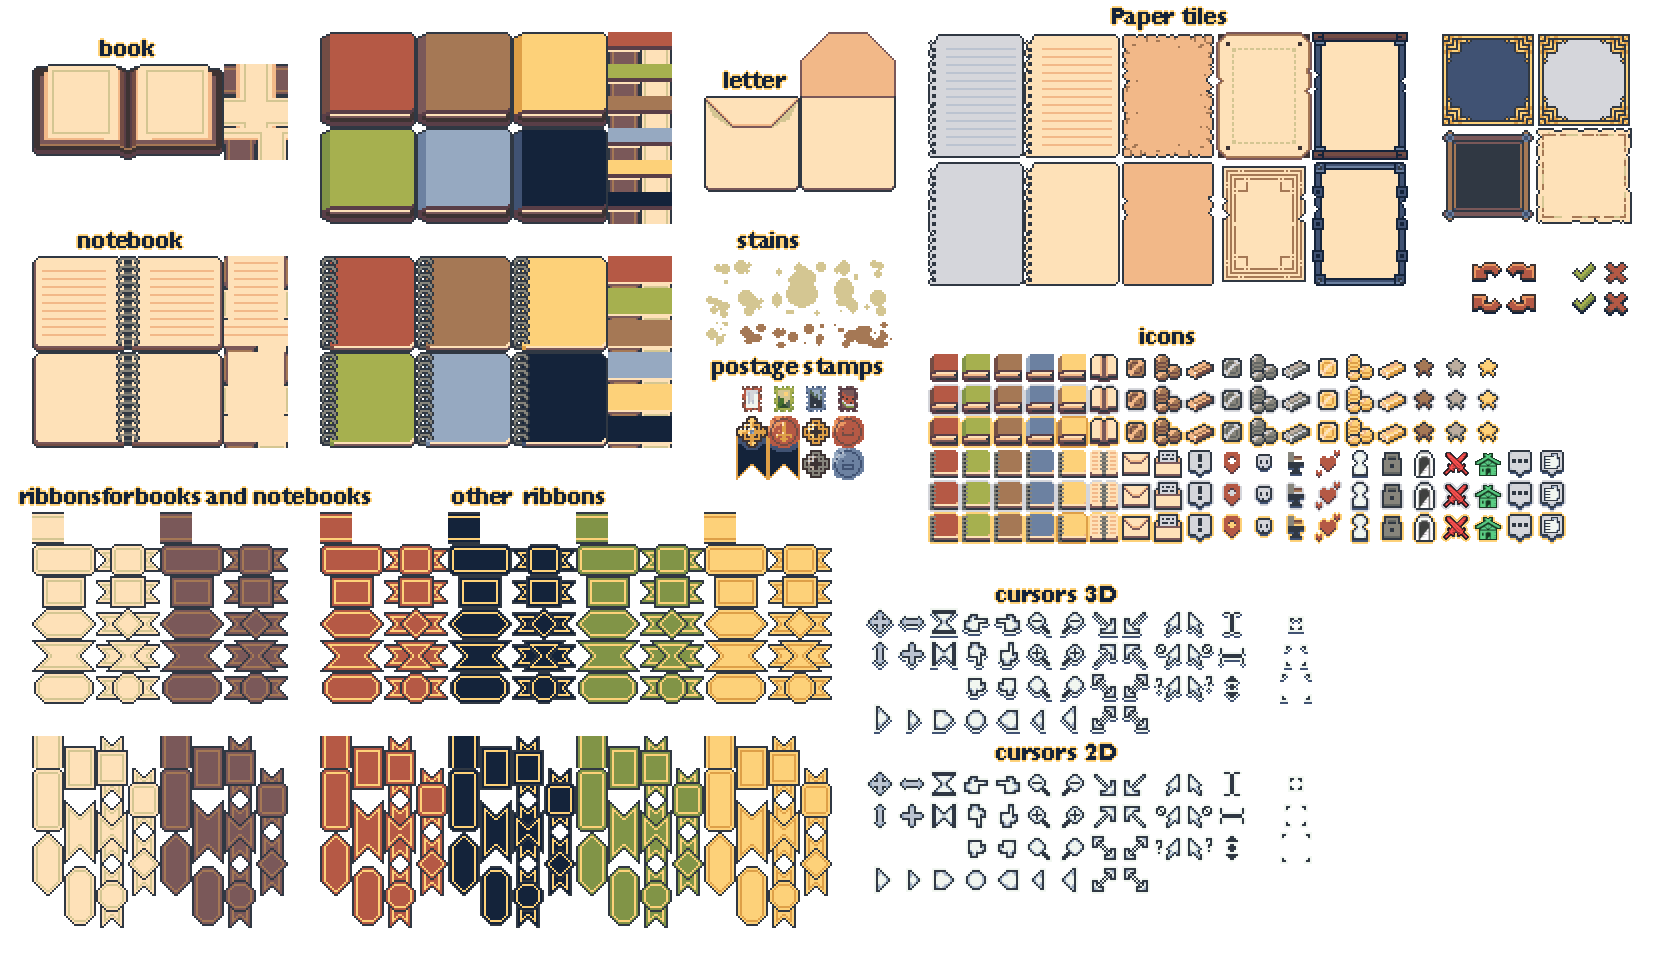 Paper tiles
book
letter
notebook
stains
icons
postage stamps
ribbonsforbooks and notebooks
other ribbons
cursors 3D
cursors 2D